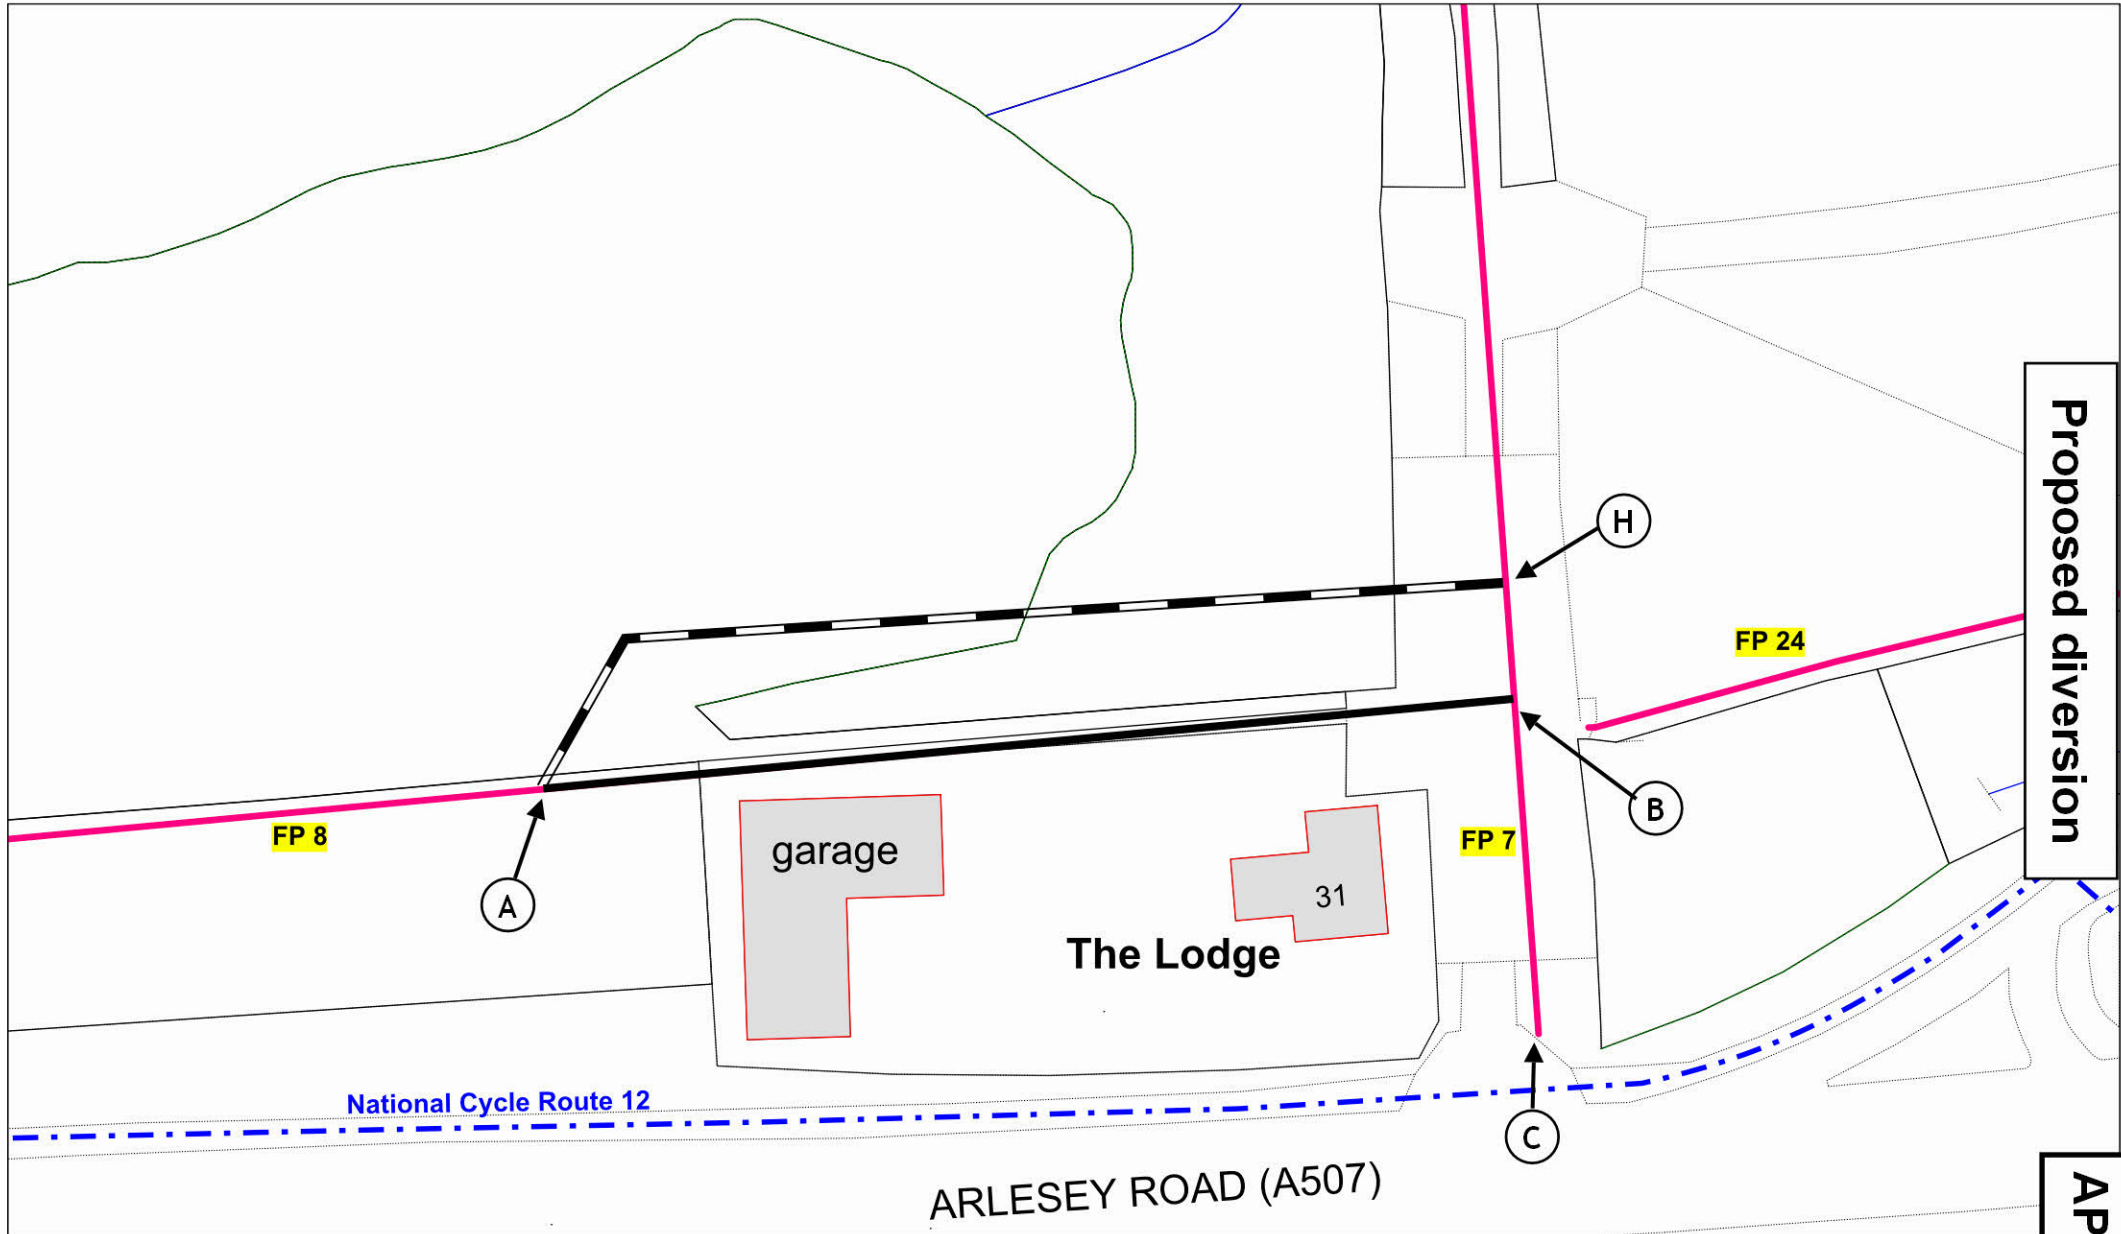 H
FP 24
Proposed diversion
B
FP 8
garage
FP 7
31
A
The Lodge
National Cycle Route 12
C
ARLESEY ROAD (A507)
AP